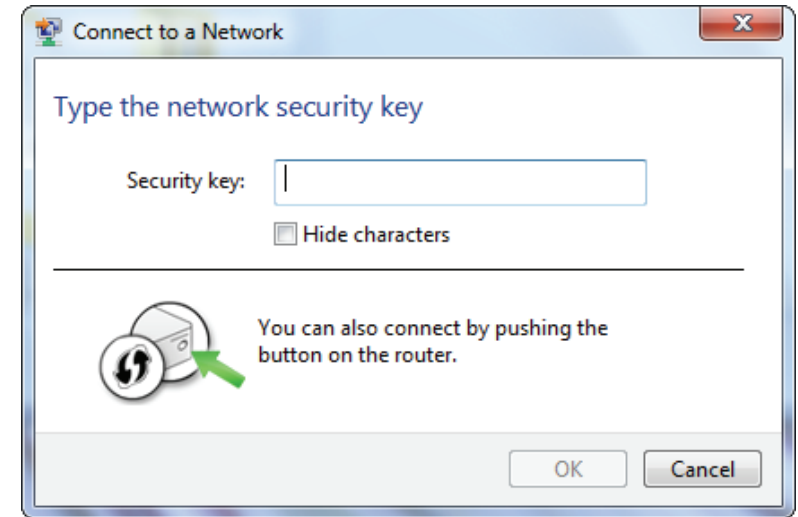 Connect to a Network
Type the network security key
Security key:
Hide characters
You can also connect by pushing the
button on the router.
OK Cancel